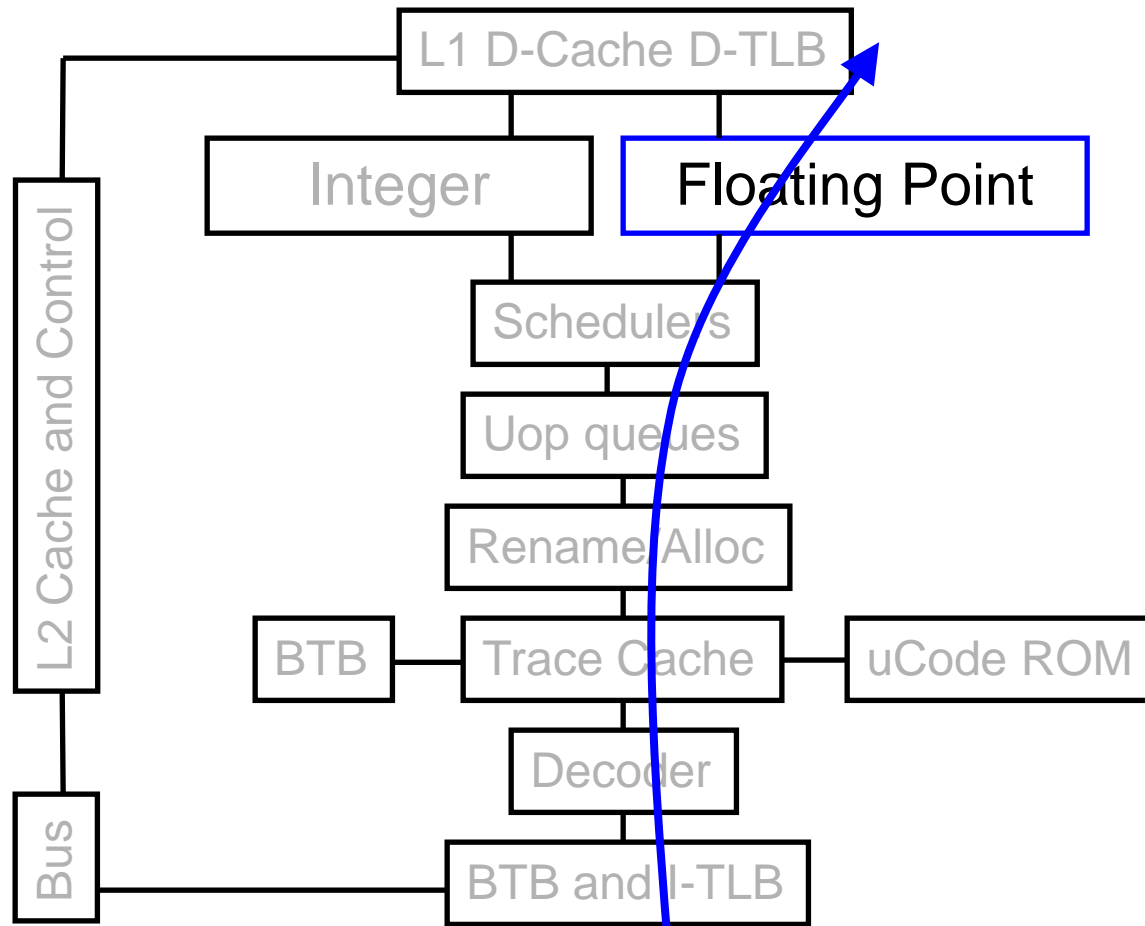 L1 D-Cache D-TLB
Integer
Floating Point
L2 Cache and Control
Schedulers
Uop queues
Rename/Alloc
BTB
Trace Cache
uCode ROM
Decoder
Bus
BTB and I-TLB